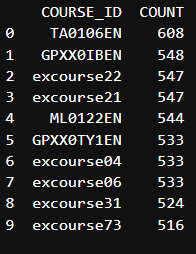 COURSE_ID COUNT
0 TA0106EN 608
1 GPXX0IBEN 548
2 excourse22 547
3 excourse21 547
4 ML0122EN 544
5 GPXX0TY1EN 533
6 excourse04 533
7 excourse06 533
8 excourse31 524
9 excourse73 516